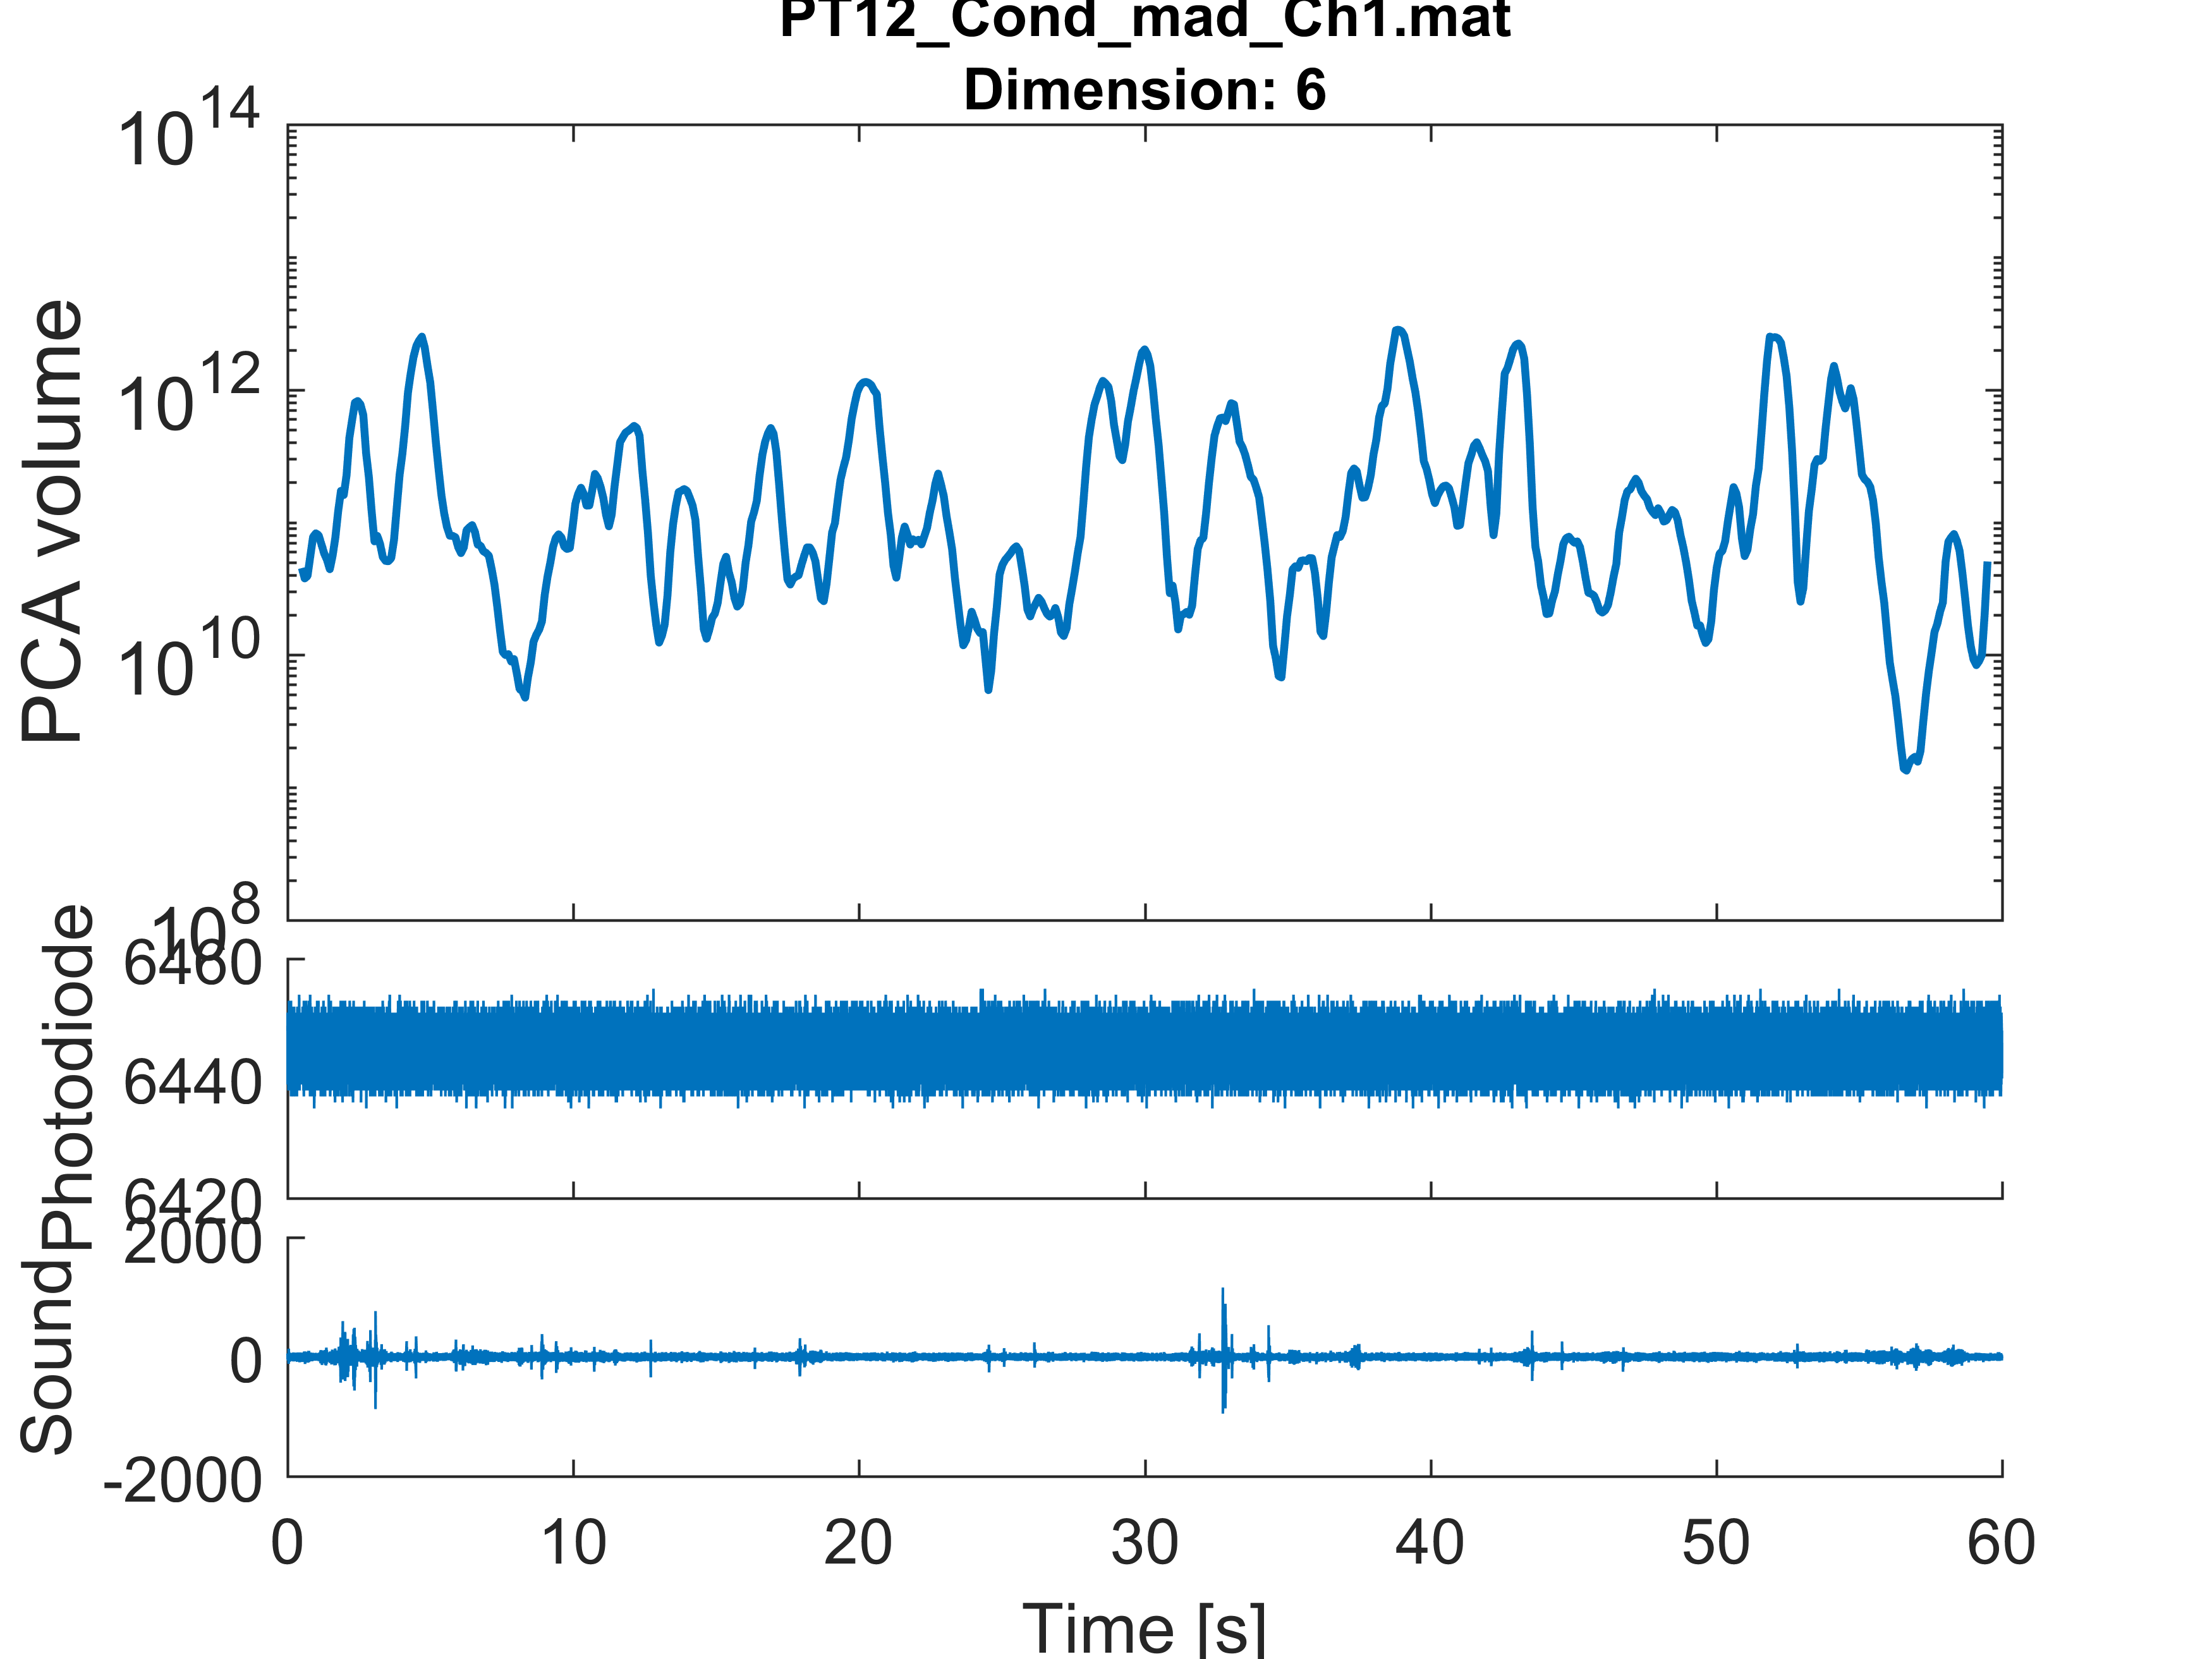 PT12_Cond_mad_Ch1.mat
Dimension: 6
PCA volume
10^14
10^12
10^10
10^8
Photodiode
6460
6440
6420
Sound
2000
0
-2000
0 10 20 30 40 50 60
Time [s]